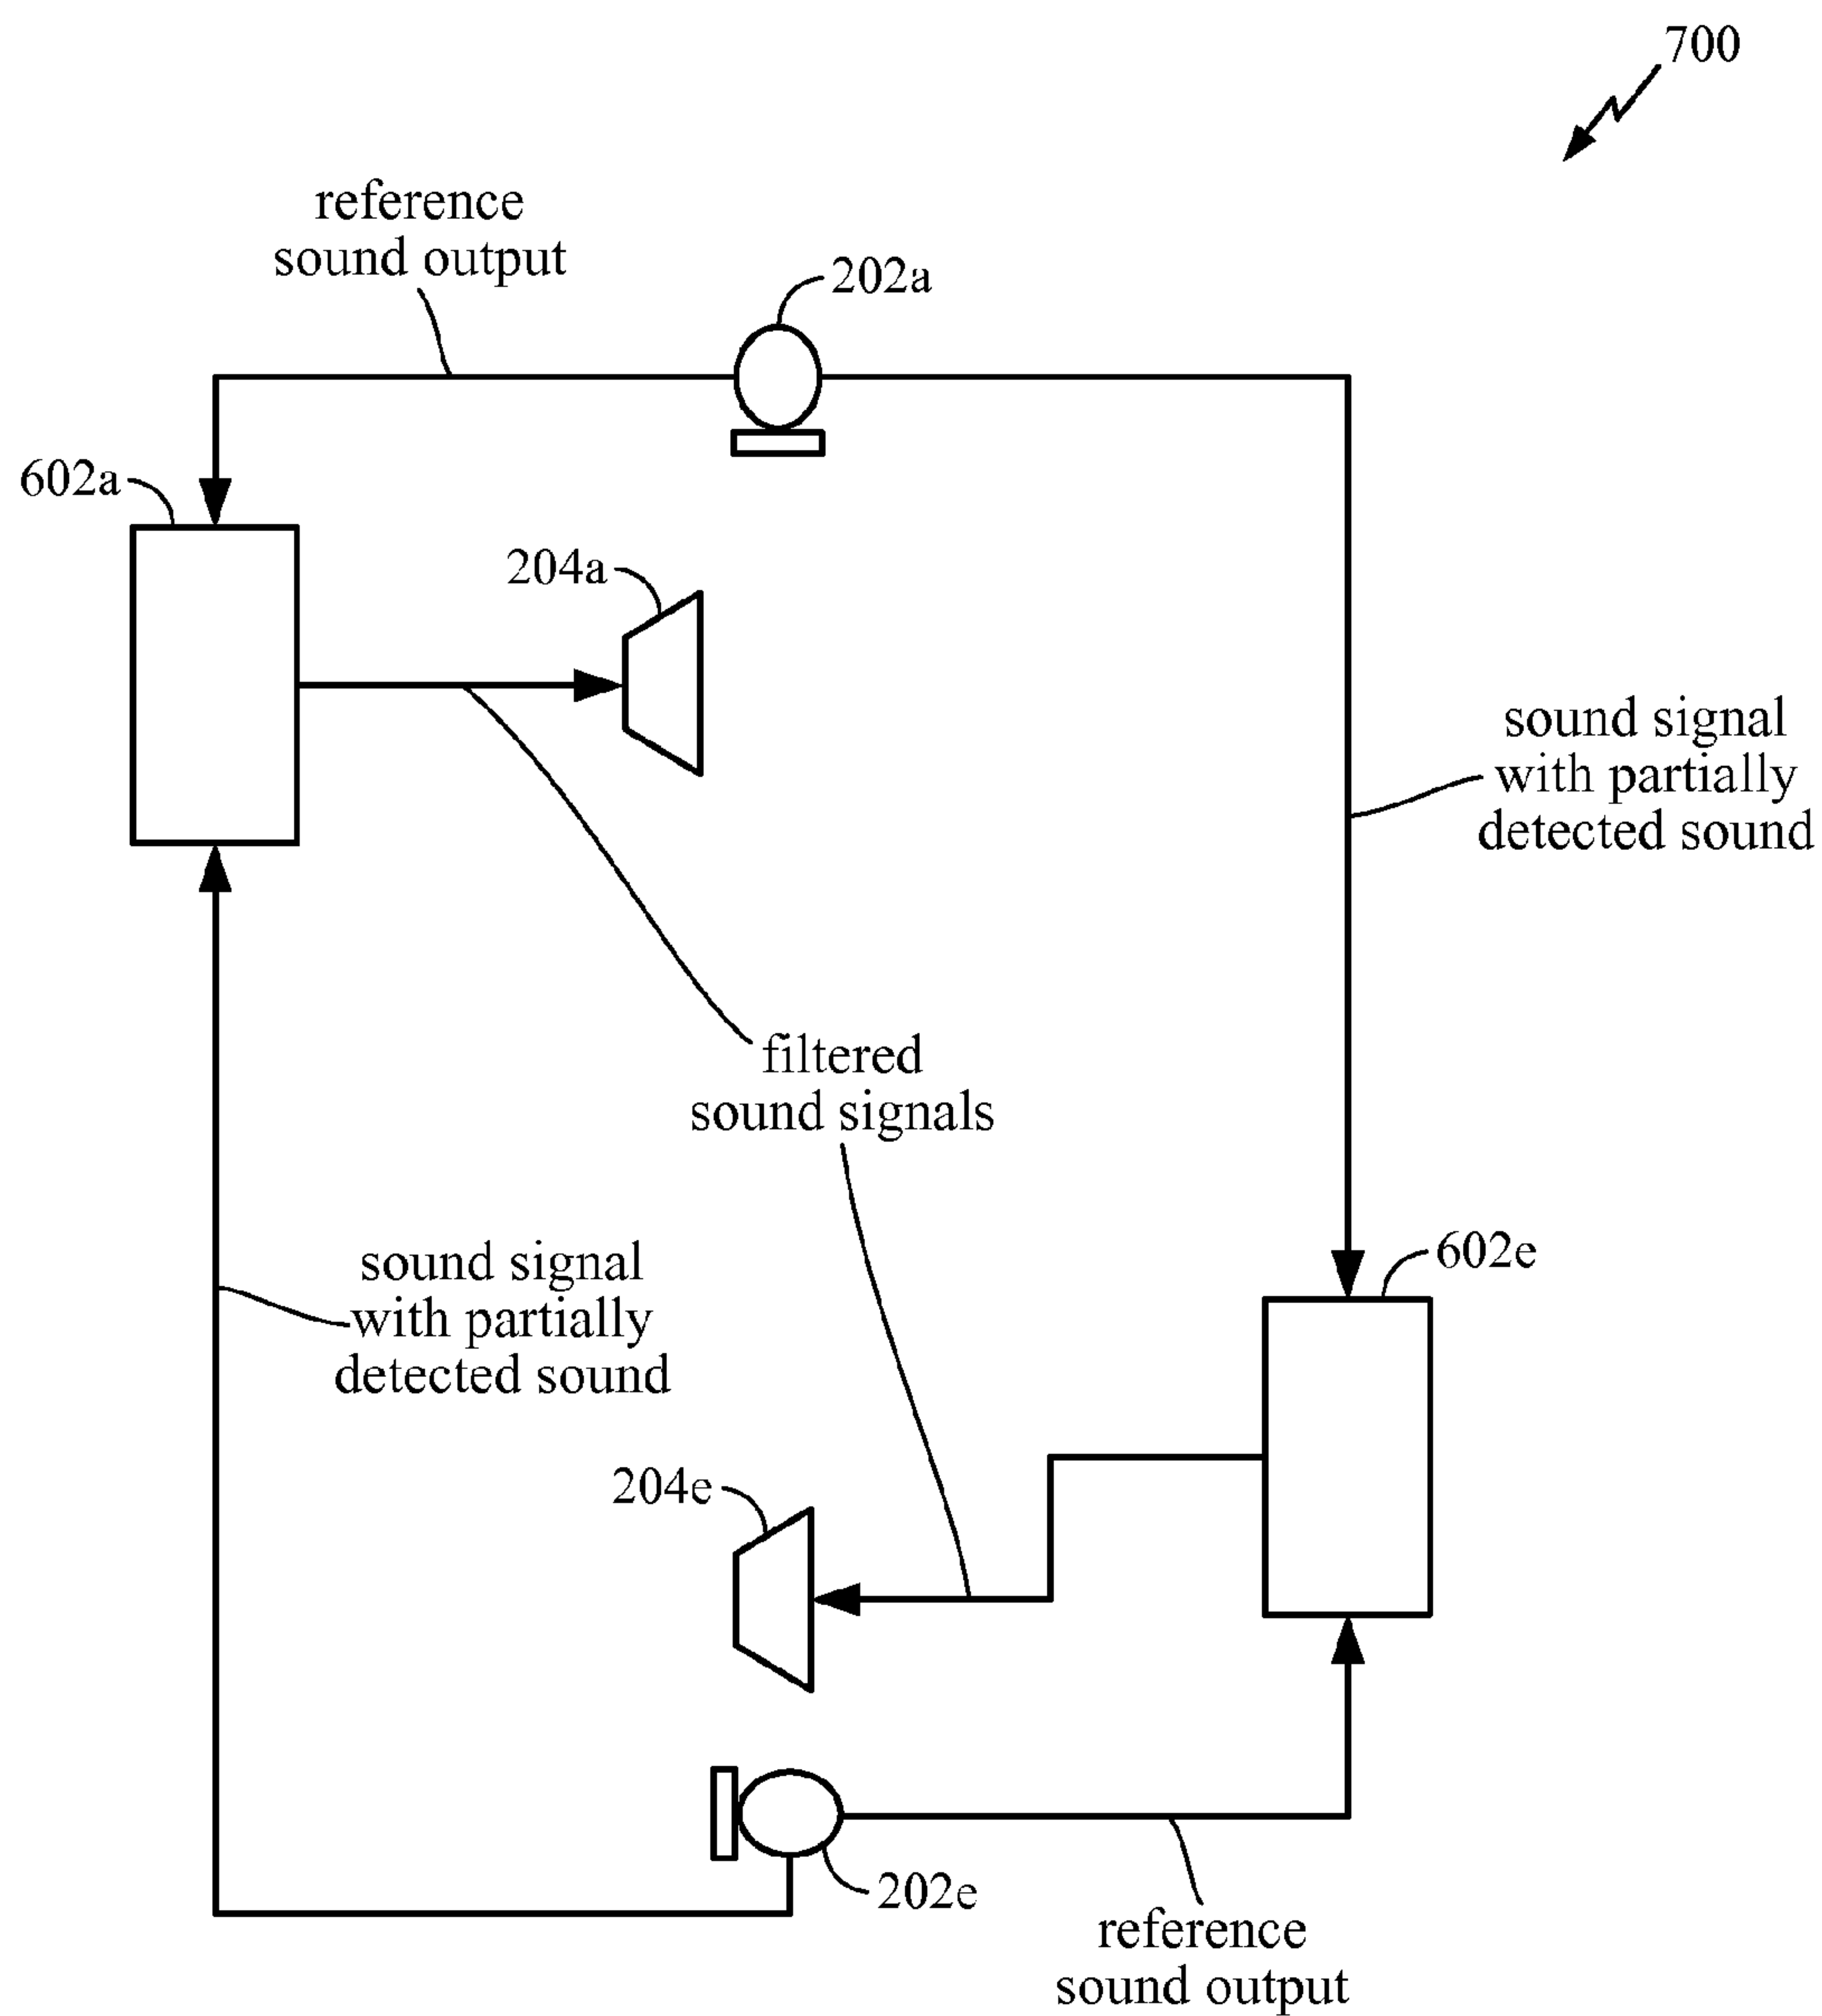 700
reference
sound output
202a
602a
204a
sound signal
with partially
detected sound
filtered
sound signals
602e
sound signal
with partially
detected sound
204e
202e
reference
sound output